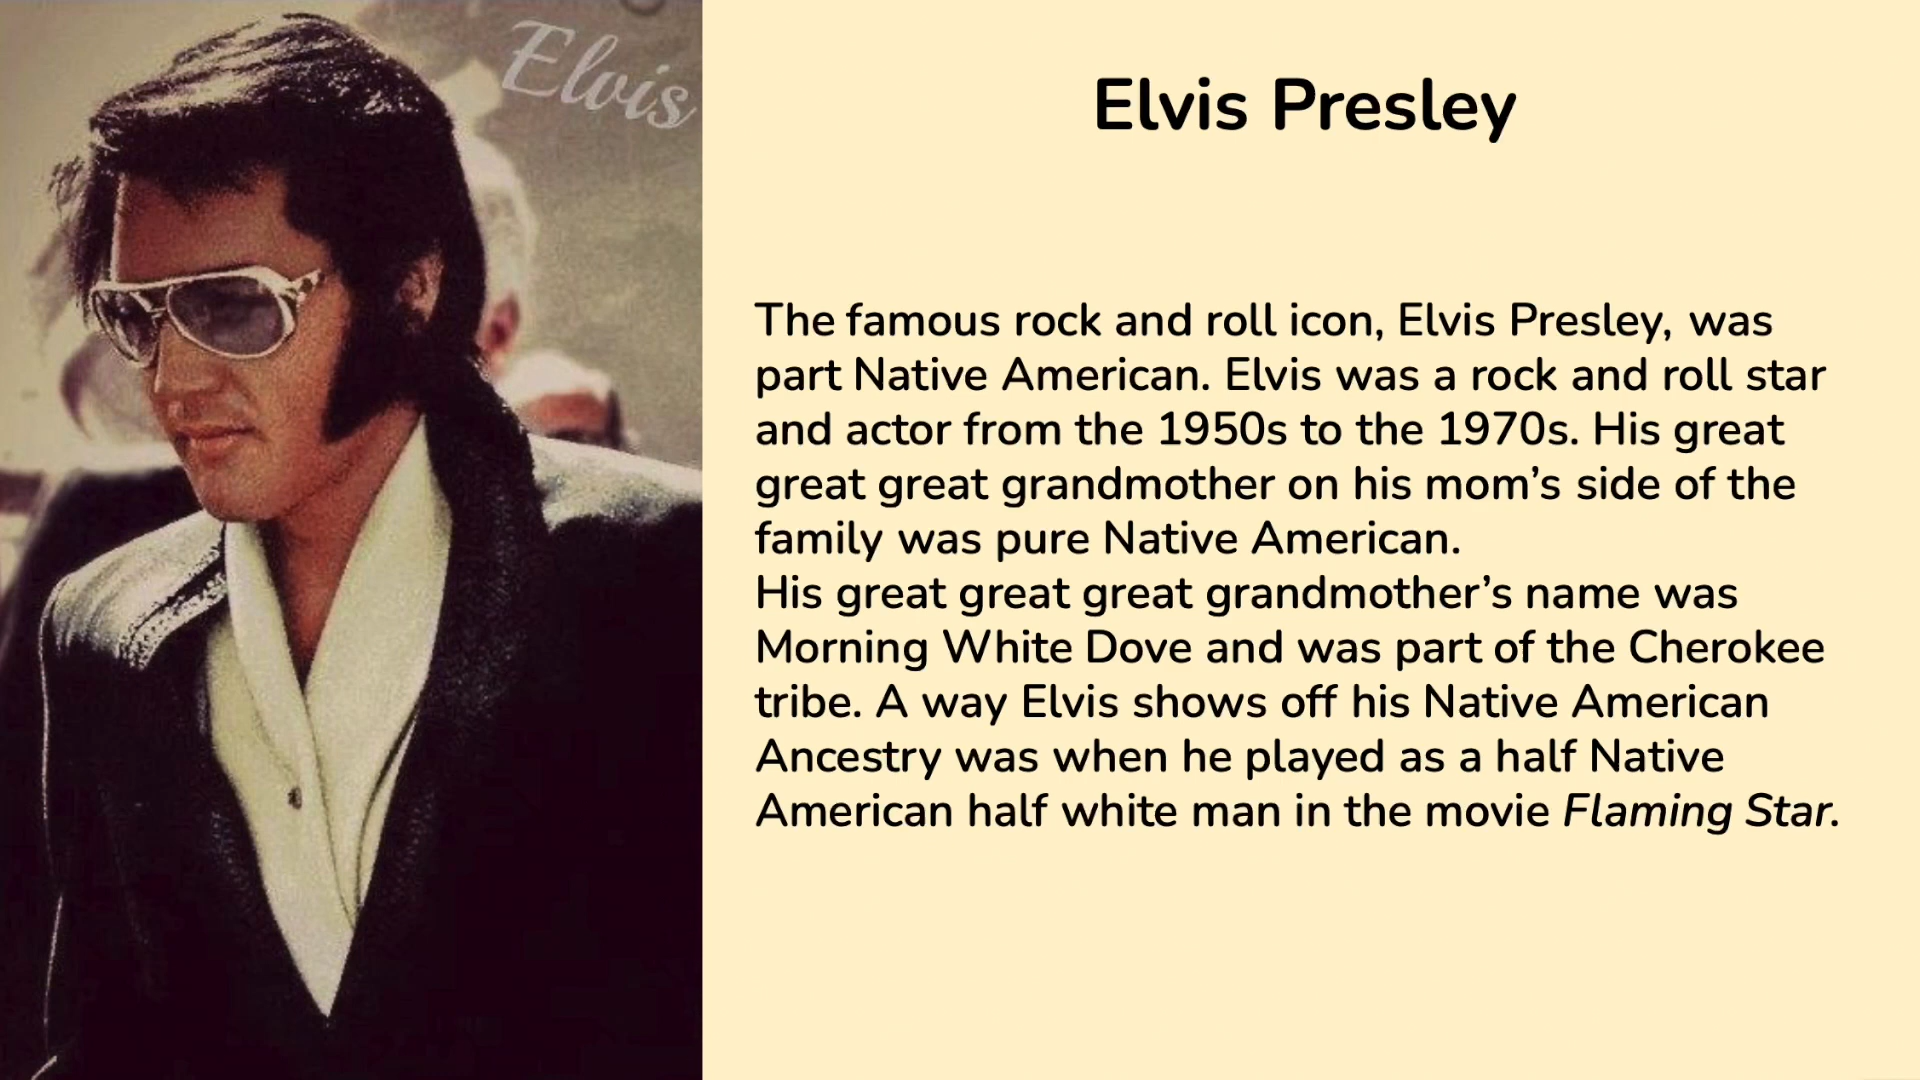 Elvis
Elvis Presley
The famous rock and roll icon, Elvis Presley, was
part Native American. Elvis was a rock and roll star
and actor from the 1950s to the 1970s. His great
great great grandmother on his mom’s side of the
family was pure Native American.
His great great great grandmother’s name was
Morning White Dove and was part of the Cherokee
tribe. A way Elvis shows off his Native American
Ancestry was when he played as a half Native
American half white man in the movie Flaming Star.